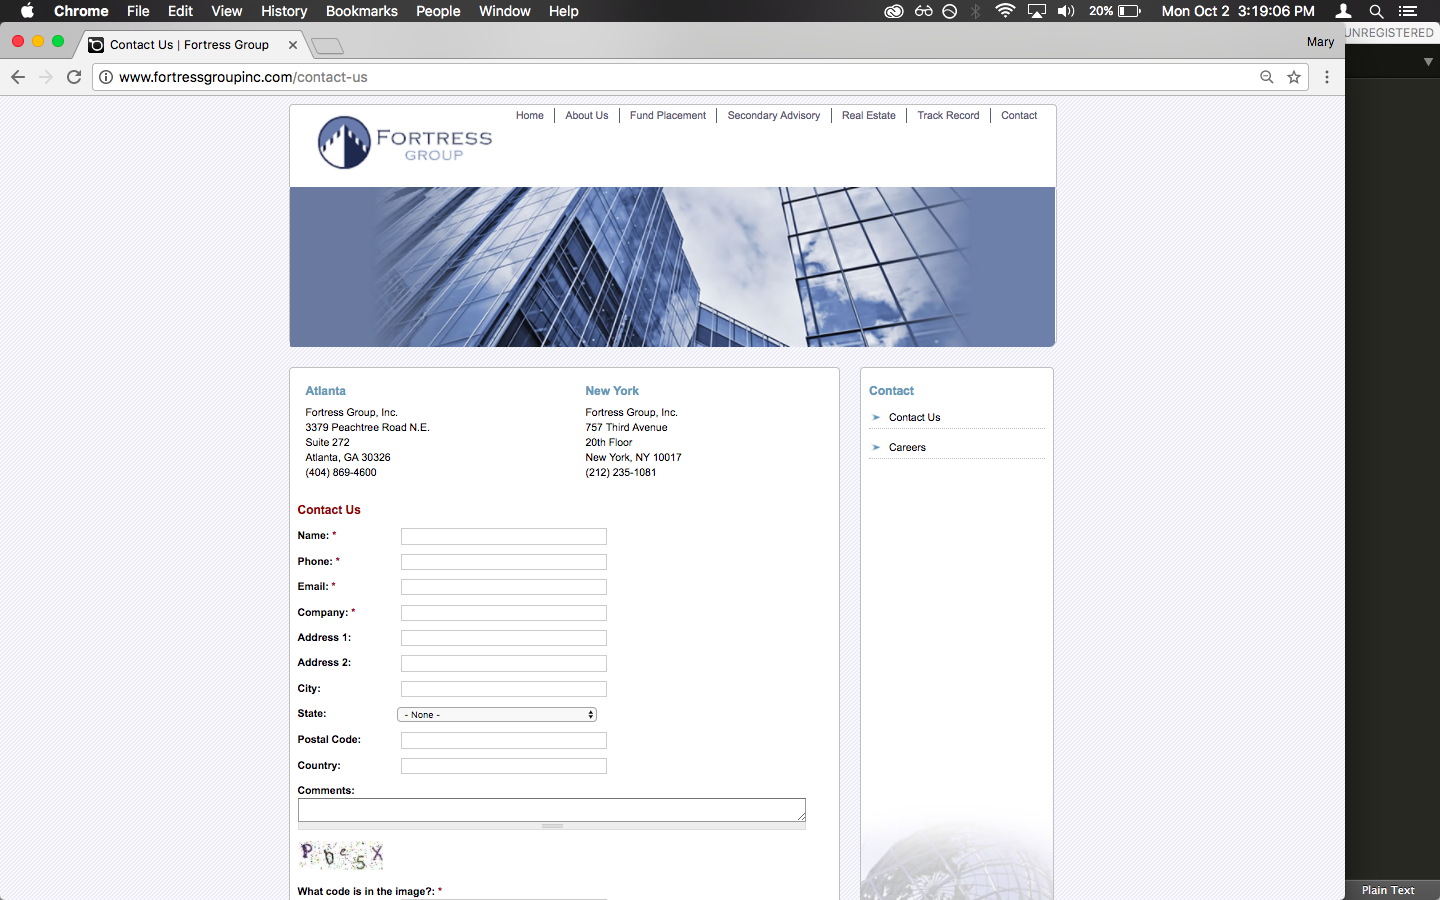 Chrome File Edit View History Bookmarks People Window Help 20% Mon Oct 2 3:19:06 PM
UNREGISTERED
Contact Us | Fortress Group
Mary
www.fortressgroupinc.com/contact-us
FORTRESS
GROUP
Home About Us Fund Placement Secondary Advisory Real Estate Track Record Contact
Atlanta
Fortress Group, Inc.
3379 Peachtree Road N.E.
Suite 272
Atlanta, GA 30326
(404) 869-4600
New York
Fortress Group, Inc.
757 Third Avenue
20th Floor
New York, NY 10017
(212) 235-1081
Contact
Contact Us
Careers
Contact Us
Name: *
Phone: *
Email: *
Company: *
Address 1:
Address 2:
City:
State: - None -
Postal Code:
Country:
Comments:
What code is in the image?: *
Plain Text